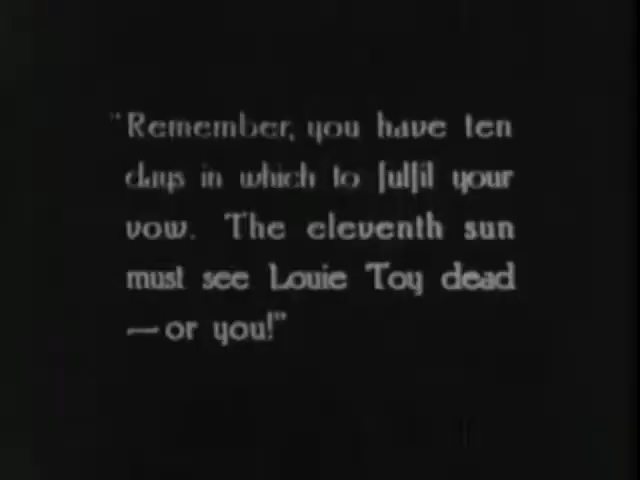 "Remember, you have ten
days in which to fulfil your
vow. The eleventh sun
must see Louie Toy dead
—or you!"